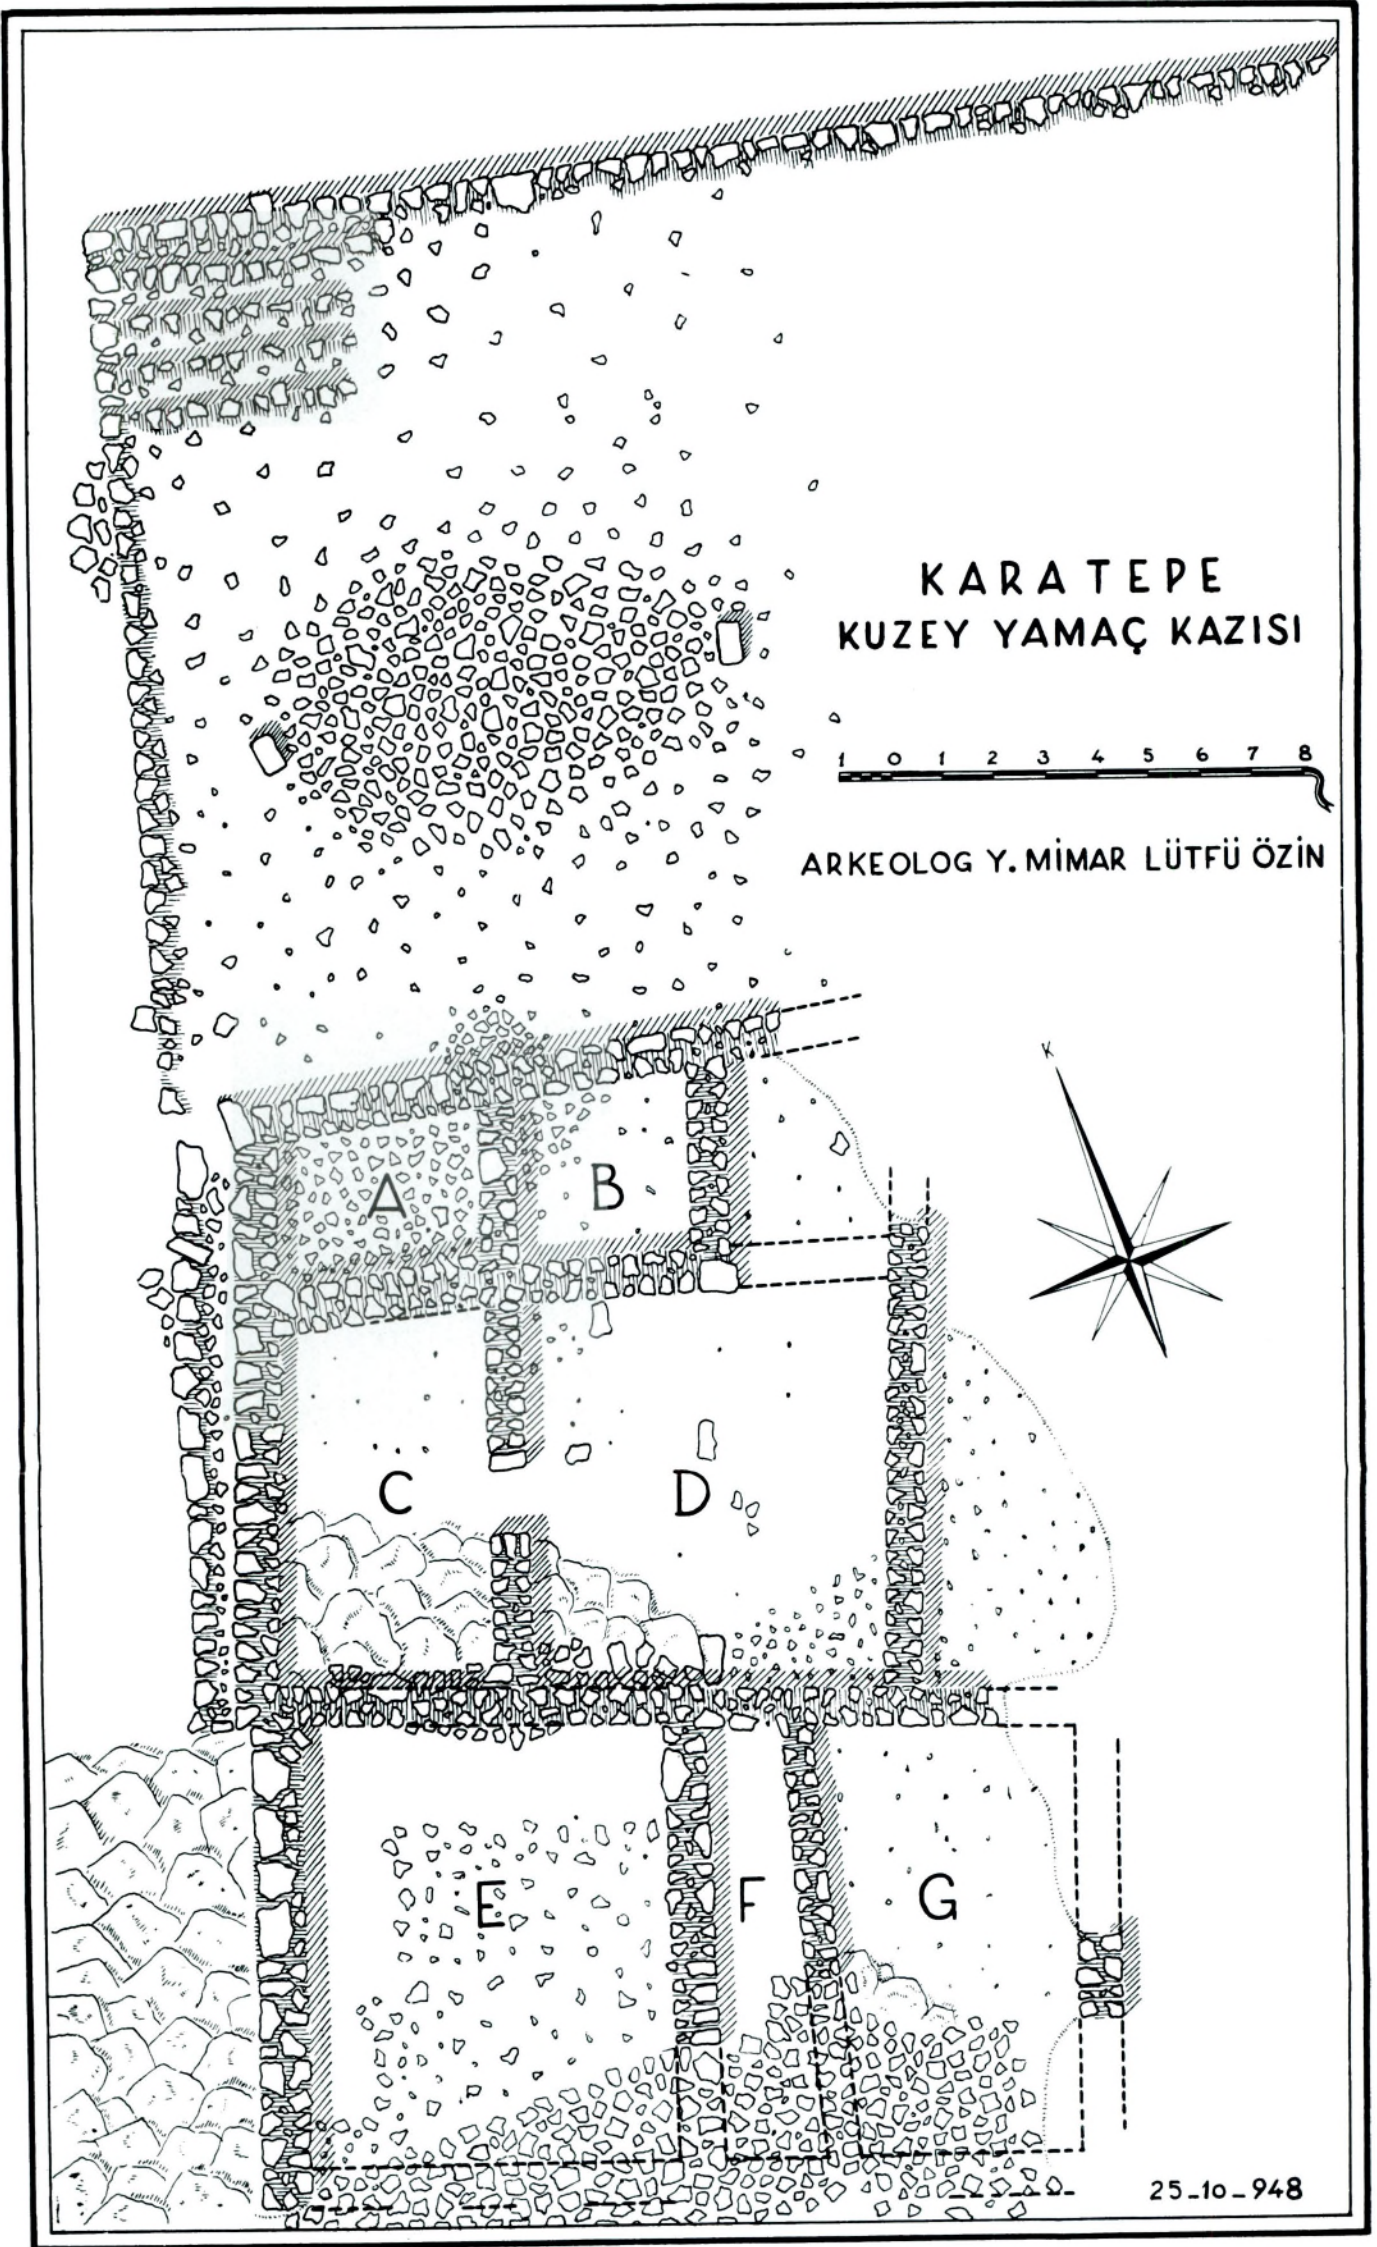 KARATEPE
KUZEY YAMAÇ KAZISI
1 0 1 2 3 4 5 6 7 8
ARKEOLOG Y. MİMAR LÜTFÜ ÖZİN
K
A
B
C
D
E
F
G
25-10-948